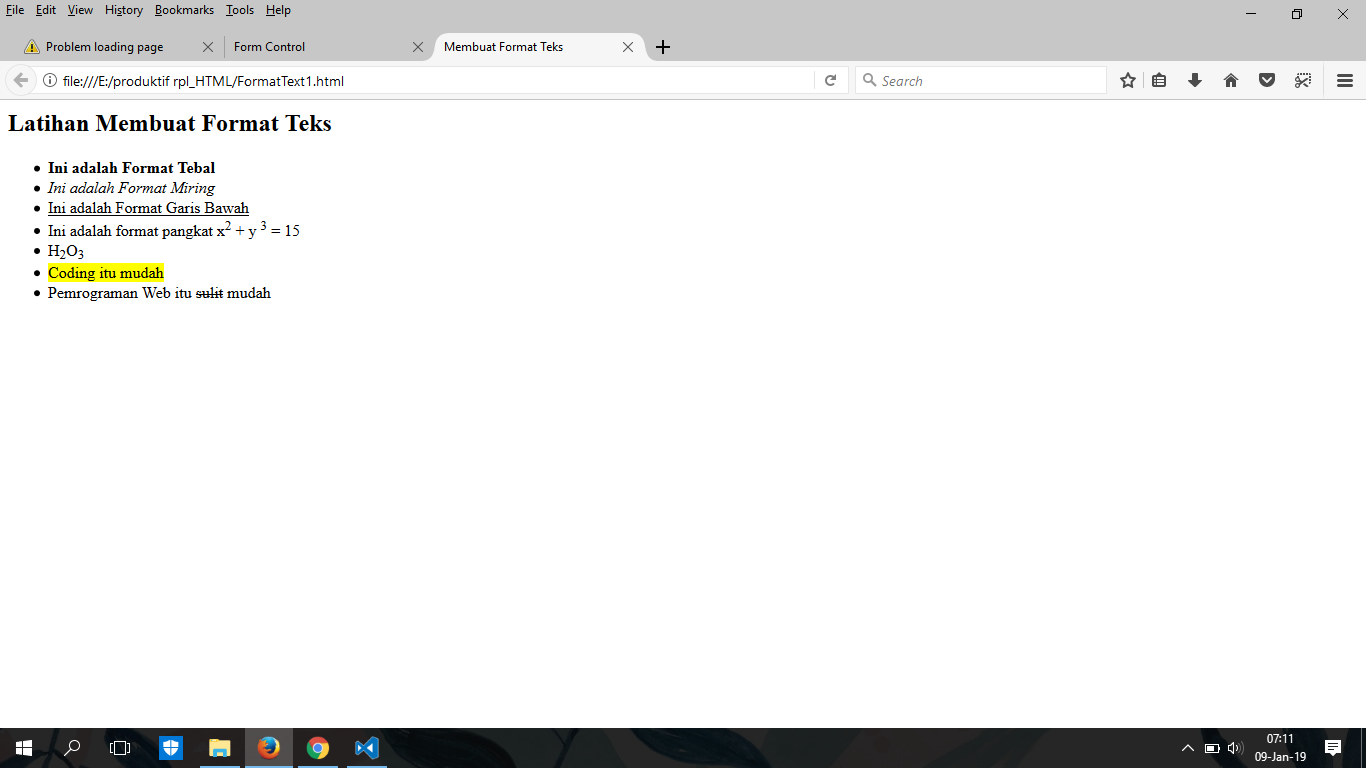 File Edit View History Bookmarks Tools Help
Problem loading page Form Control Membuat Format Teks
file:///E:/produktif rpl_HTML/FormatText1.html Search
Latihan Membuat Format Teks
• Ini adalah Format Tebal
• Ini adalah Format Miring
• Ini adalah Format Garis Bawah
• Ini adalah format pangkat x² + y ³ = 15
• H₂O₃
• Coding itu mudah
• Pemrograman Web itu sulit mudah
07:11
09-Jan-19